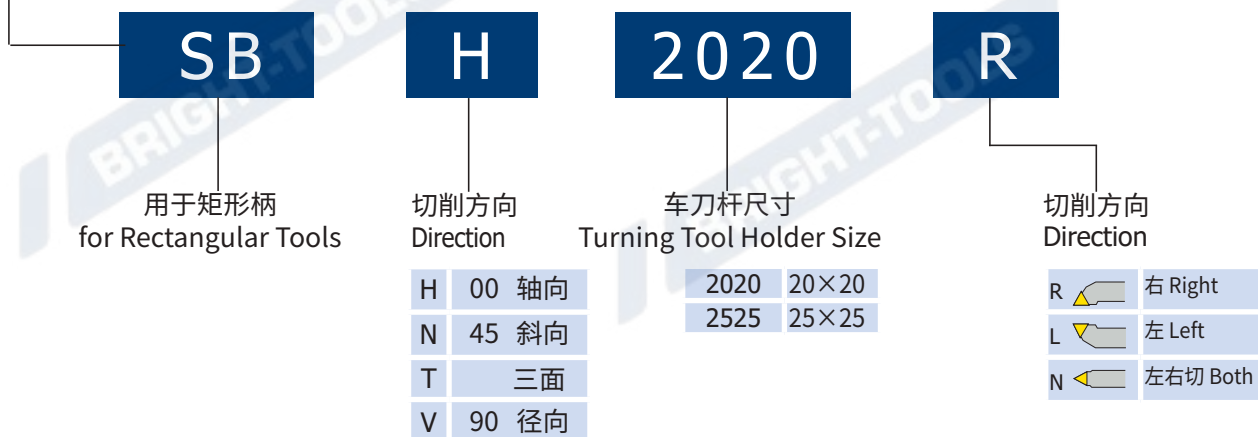 SB H 2020 R
用于矩形柄
for Rectangular Tools
切削方向
Direction
H 00 轴向
N 45 斜向
T 三面
V 90 径向
车刀杆尺寸
Turning Tool Holder Size
2020 20×20
2525 25×25
切削方向
Direction
R 右 Right
L 左 Left
N 左右切 Both
BRIGHT-TOOLS
BRIGHT-TOOLS